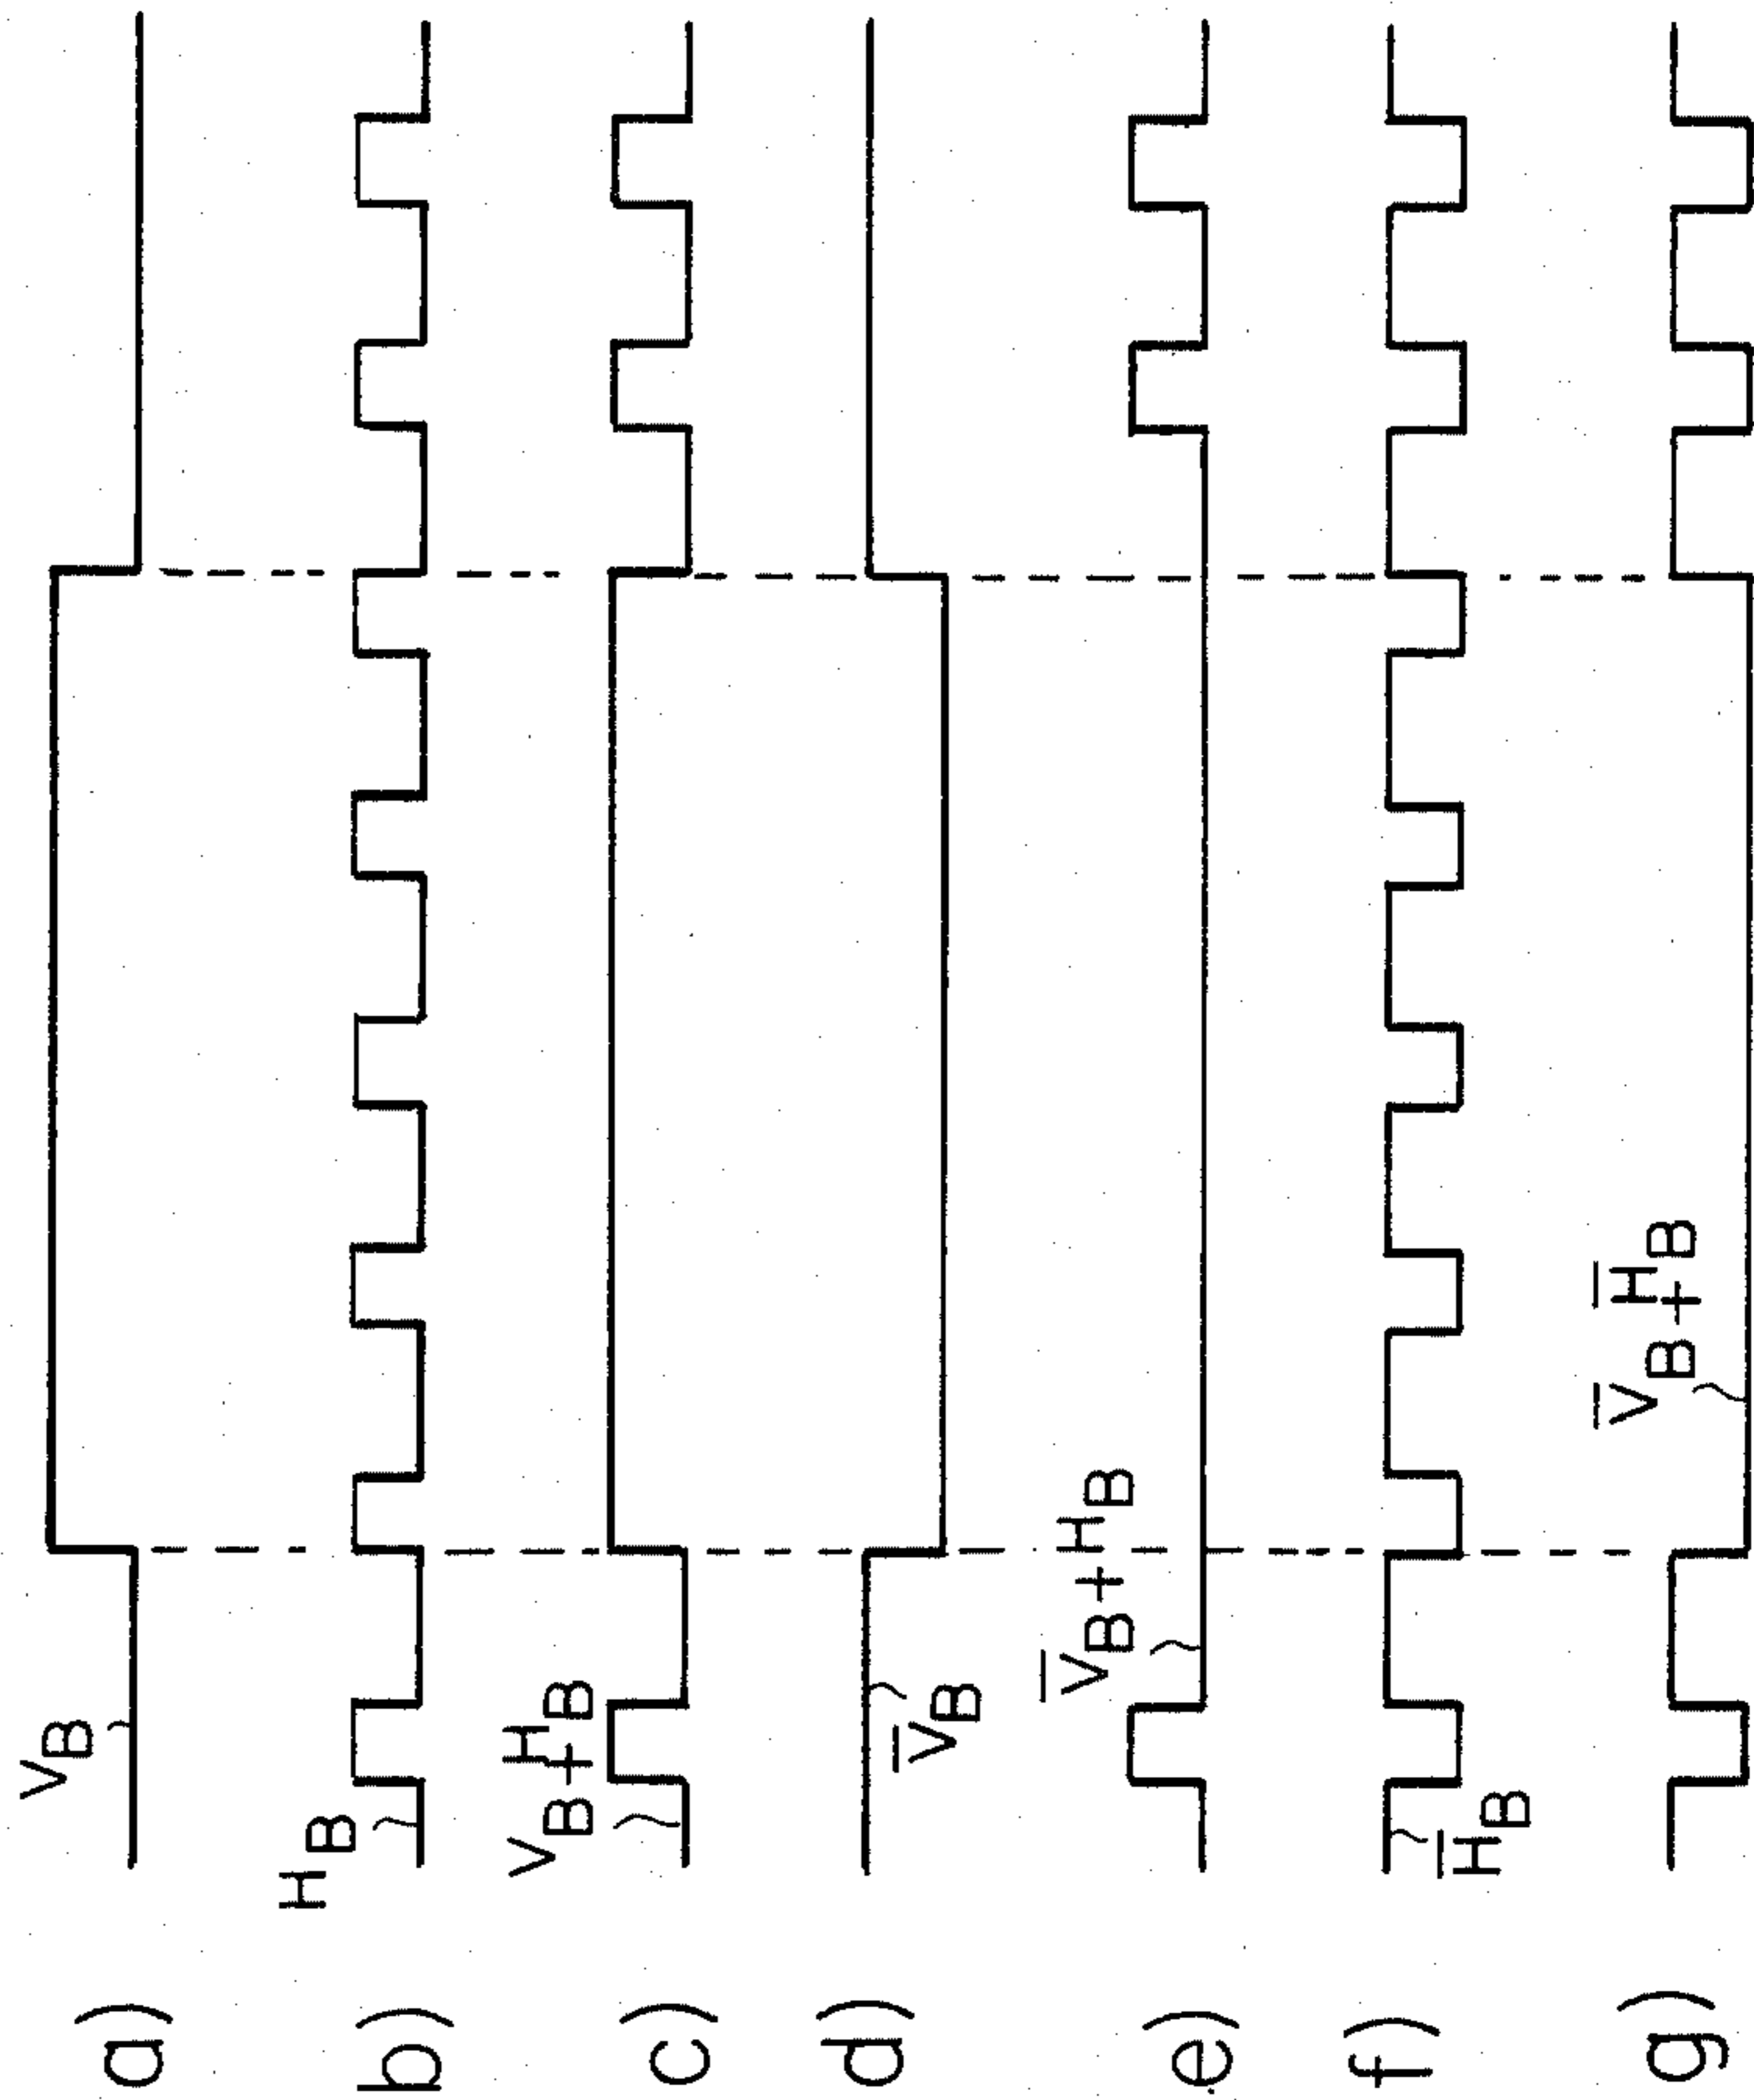 a) V_B
b) H_B
c) V_B+H_B
d) V̅_B
e) V̅_B+H_B
f) H̅_B
g) V̅_B+H̅_B